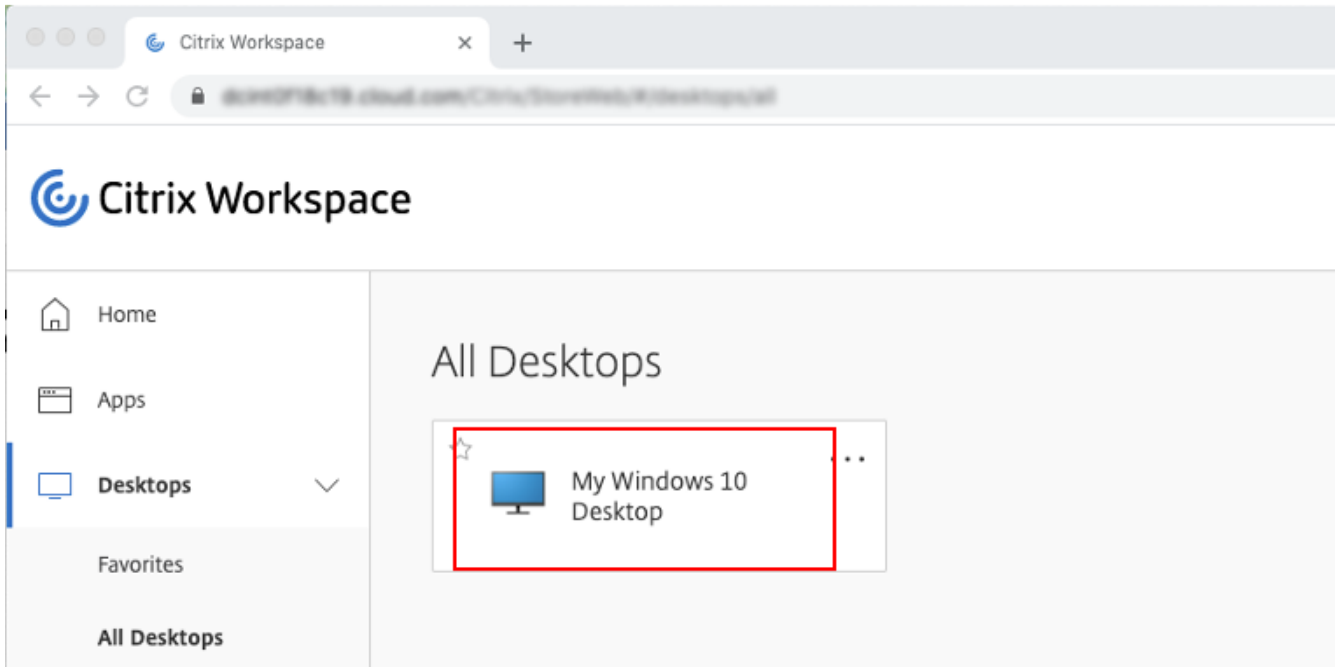 Citrix Workspace
Citrix Workspace
Home
Apps
Desktops
Favorites
All Desktops
All Desktops
My Windows 10
Desktop